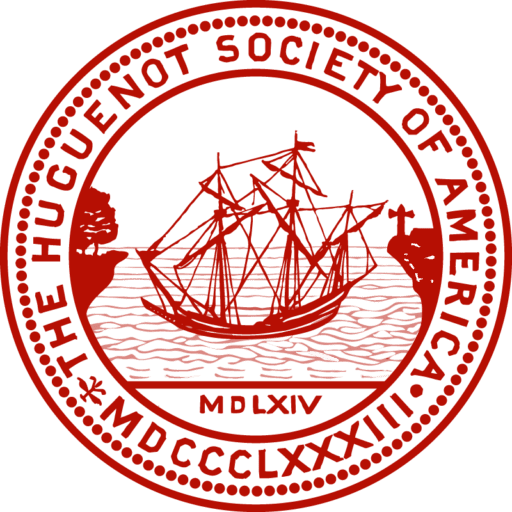 THE HUGUENOT SOCIETY OF AMERICA
MDCCCLXXXIII
MDLXIV